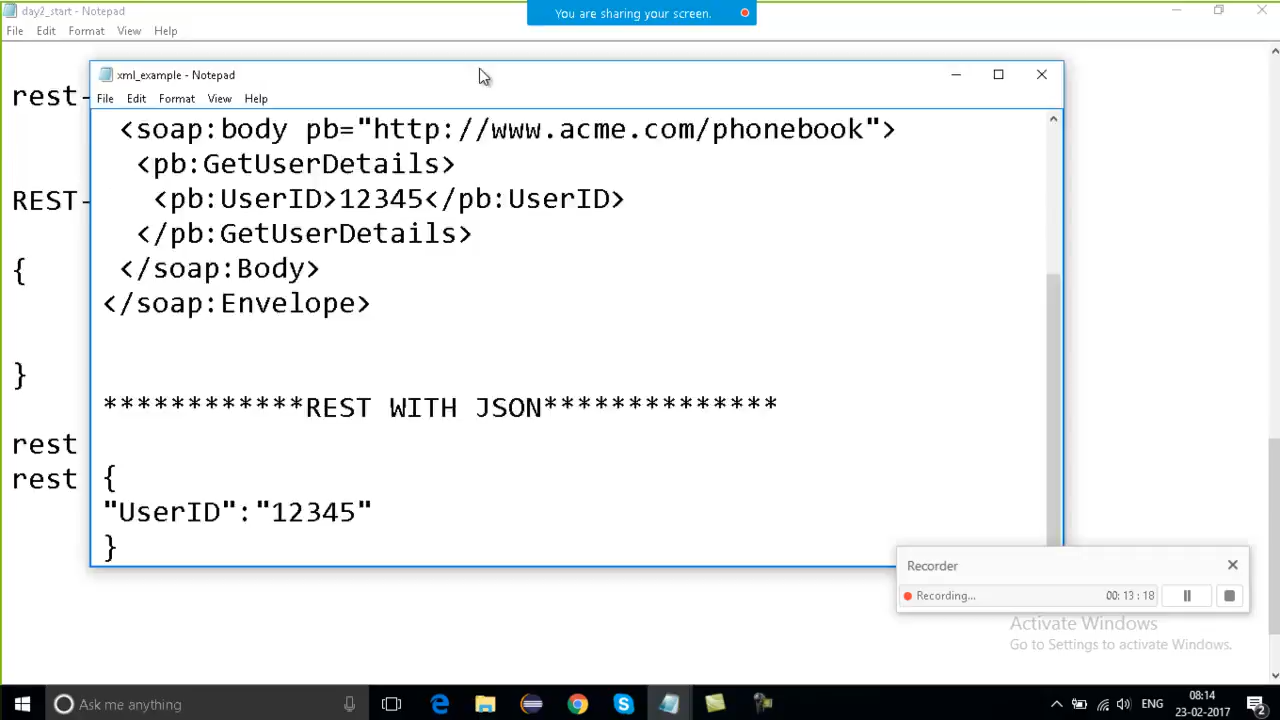 day2_start - Notepad
You are sharing your screen.
File Edit Format View Help
rest-
REST-
{
}
rest
rest
xml_example - Notepad
File Edit Format View Help
<soap:body pb="http://www.acme.com/phonebook">
<pb:GetUserDetails>
<pb:UserID>12345</pb:UserID>
</pb:GetUserDetails>
</soap:Body>
</soap:Envelope>
************REST WITH JSON**************
{
"UserID":"12345"
}
Recorder
Recording... 00:13:18
Activate Windows
Go to Settings to activate Windows.
Ask me anything
ENG
08:14
23-02-2017
2